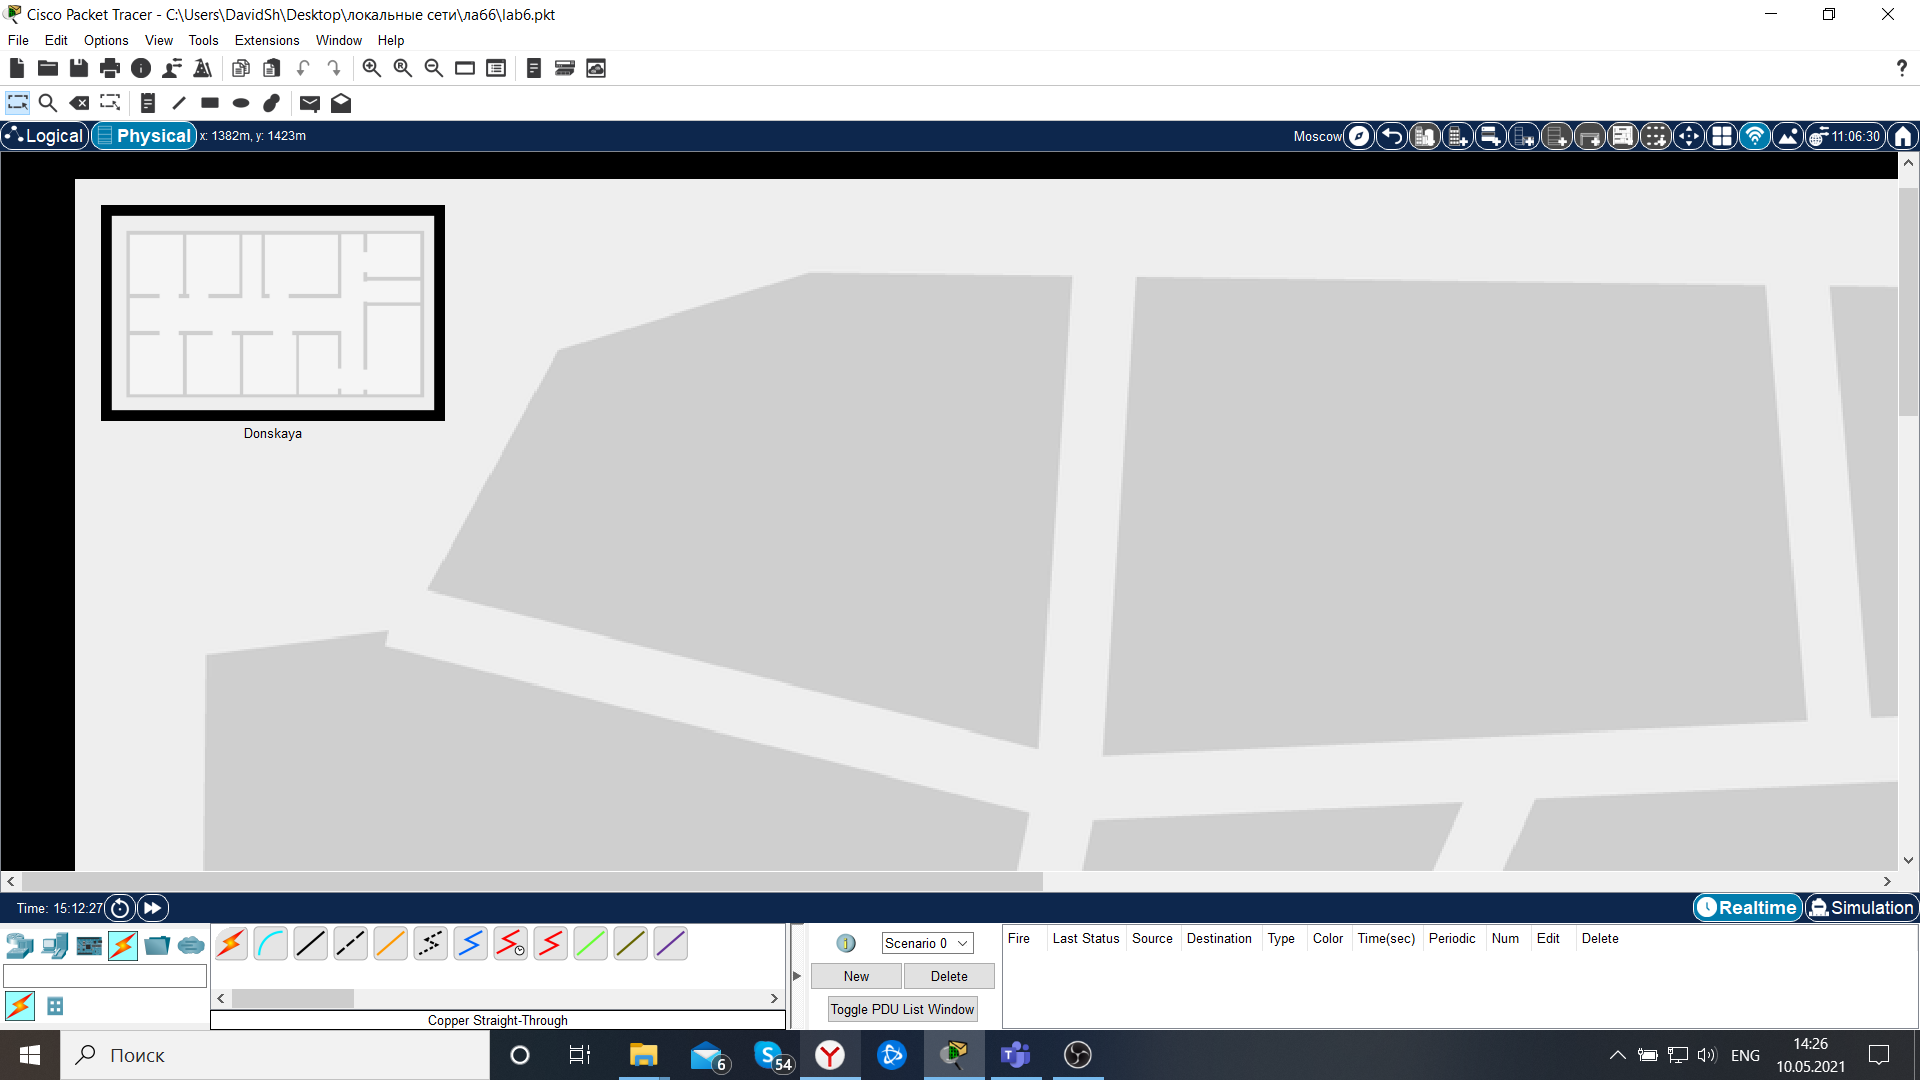 Cisco Packet Tracer - C:\Users\DavidSh\Desktop\локальные сети\лаб6\lab6.pkt
File Edit Options View Tools Extensions Window Help
?
Logical Physical x: 1382m, y: 1423m Moscow 11:06:30
Donskaya
Time: 15:12:27 Realtime Simulation
Scenario 0
Fire Last Status Source Destination Type Color Time(sec) Periodic Num Edit Delete
New Delete
Toggle PDU List Window
Copper Straight-Through
Поиск
6
54
ENG
14:26
10.05.2021